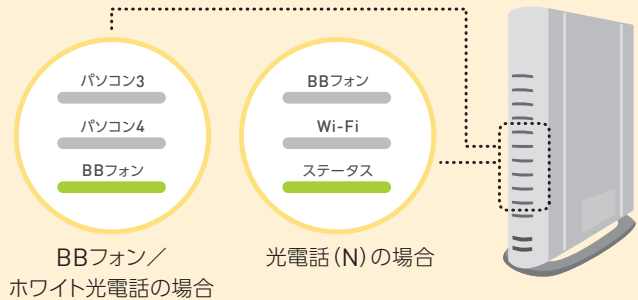 パソコン3
パソコン4
BBフォン
BBフォン／
ホワイト光電話の場合
BBフォン
Wi-Fi
ステータス
光電話（N）の場合